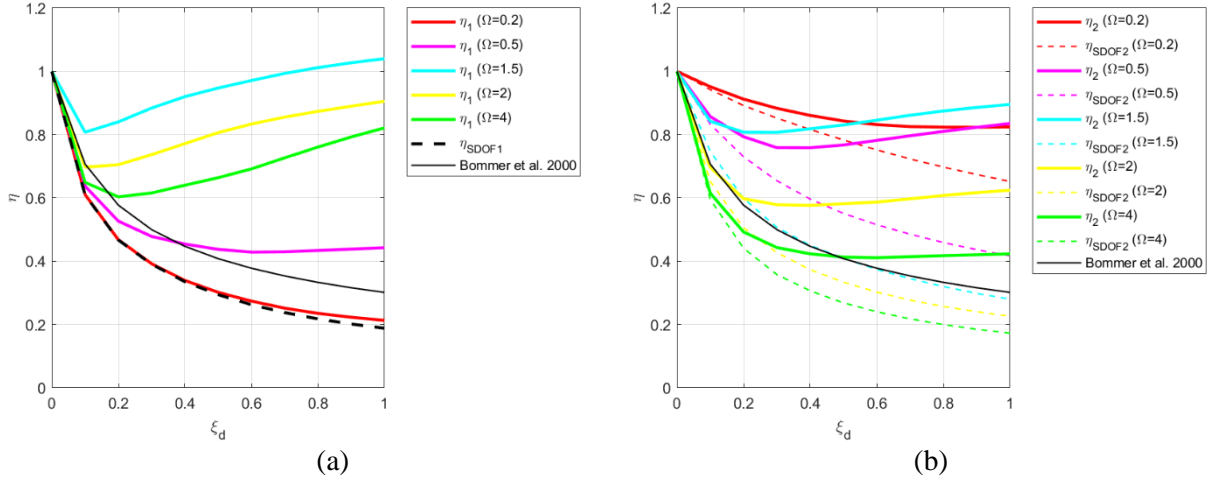 1.2
1
0.8
0.6
0.4
0.2
0
η
0 0.2 0.4 0.6 0.8 1
ξd
η1 (Ω=0.2)
η1 (Ω=0.5)
η1 (Ω=1.5)
η1 (Ω=2)
η1 (Ω=4)
ηSDOF1
Bommer et al. 2000
(a)
1.2
1
0.8
0.6
0.4
0.2
0
η
0 0.2 0.4 0.6 0.8 1
ξd
η2 (Ω=0.2)
ηSDOF2 (Ω=0.2)
η2 (Ω=0.5)
ηSDOF2 (Ω=0.5)
η2 (Ω=1.5)
ηSDOF2 (Ω=1.5)
η2 (Ω=2)
ηSDOF2 (Ω=2)
η2 (Ω=4)
ηSDOF2 (Ω=4)
Bommer et al. 2000
(b)